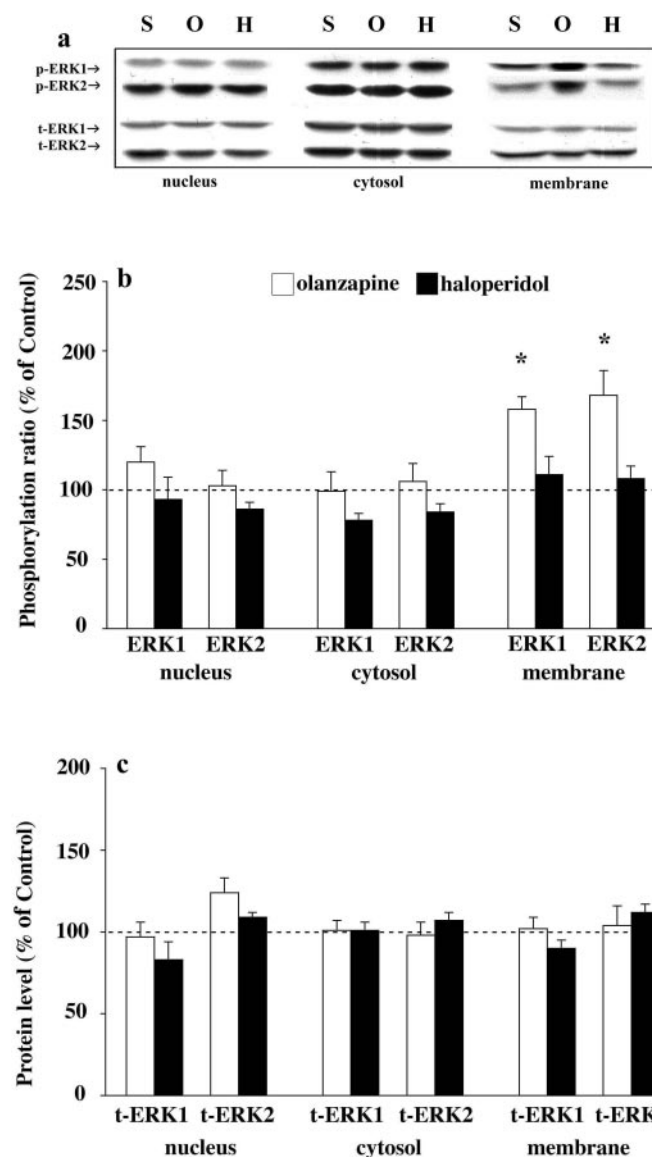 a S O H S O H S O H
p-ERK1→
p-ERK2→
t-ERK1→
t-ERK2→
nucleus cytosol membrane
b
olanzapine haloperidol
Phosphorylation ratio (% of Control)
250
200
150
100
50
0
* *
ERK1 ERK2 ERK1 ERK2 ERK1 ERK2
nucleus cytosol membrane
c
Protein level (% of Control)
200
150
100
50
0
t-ERK1 t-ERK2 t-ERK1 t-ERK2 t-ERK1 t-ERK
nucleus cytosol membrane